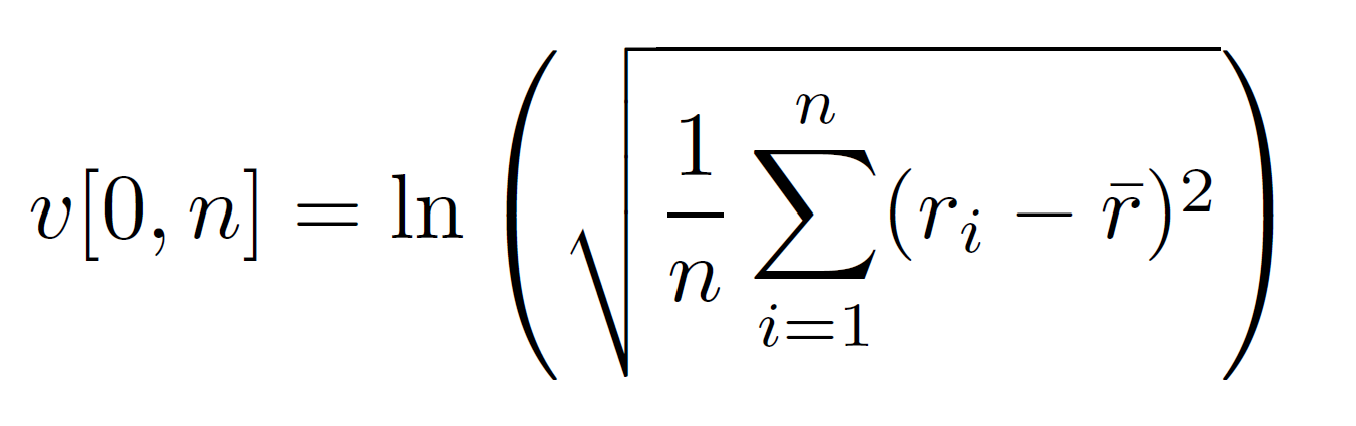 v[0, n] = ln ( √( 1/n ∑_{i=1}^{n} (r_i − r̄)² ) )